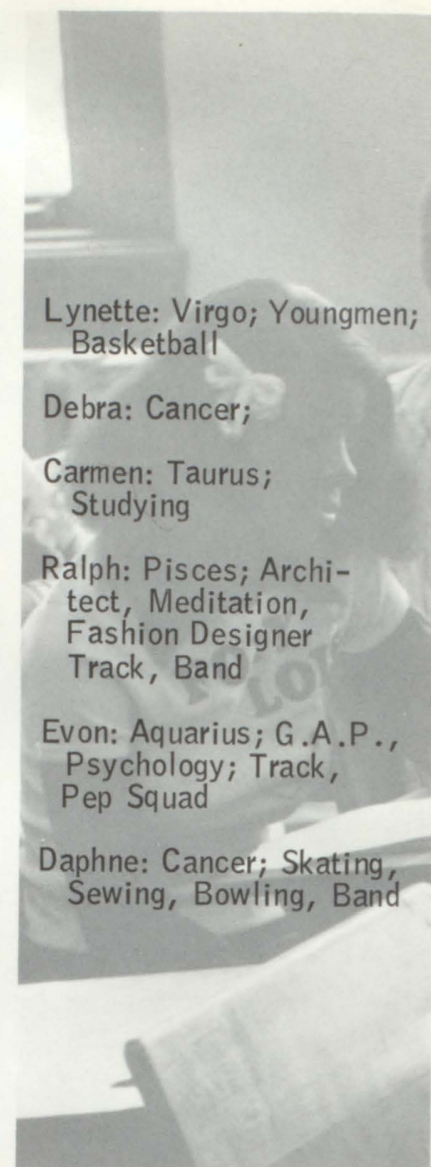 Lynette: Virgo; Youngmen;
Basketball
Debra: Cancer;
Carmen: Taurus;
Studying
Ralph: Pisces; Archi-
tect, Meditation,
Fashion Designer
Track, Band
Evon: Aquarius; G.A.P.,
Psychology; Track,
Pep Squad
Daphne: Cancer; Skating,
Sewing, Bowling, Band